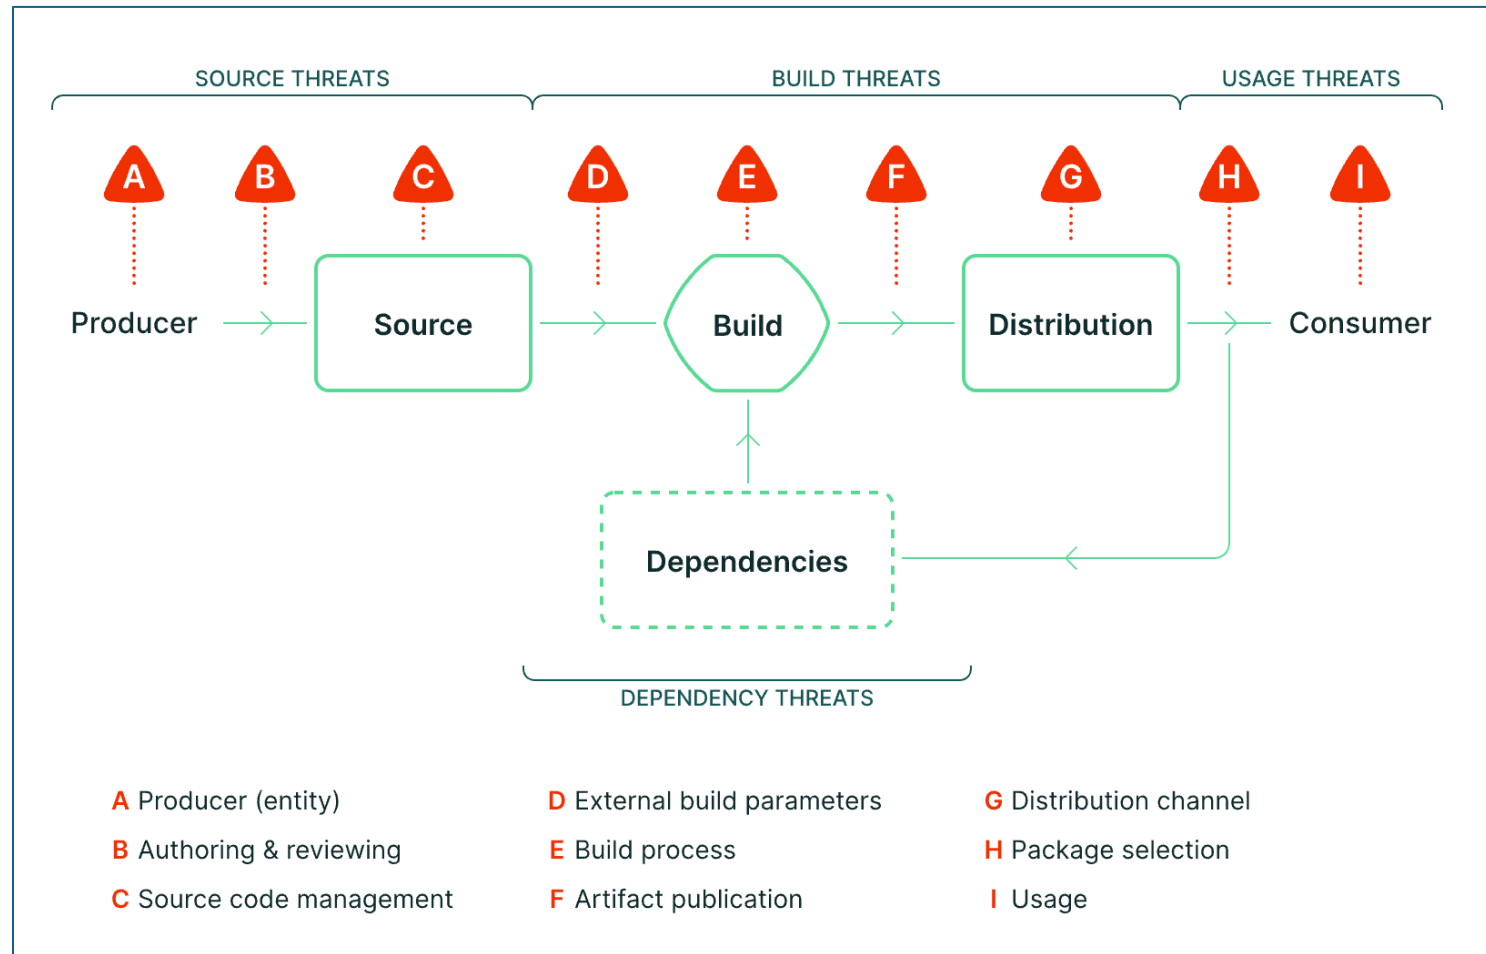 SOURCE THREATS
BUILD THREATS
USAGE THREATS
A
B
C
D
E
F
G
H
I
Producer
Source
Build
Distribution
Consumer
Dependencies
DEPENDENCY THREATS
A Producer (entity)
B Authoring & reviewing
C Source code management
D External build parameters
E Build process
F Artifact publication
G Distribution channel
H Package selection
I Usage